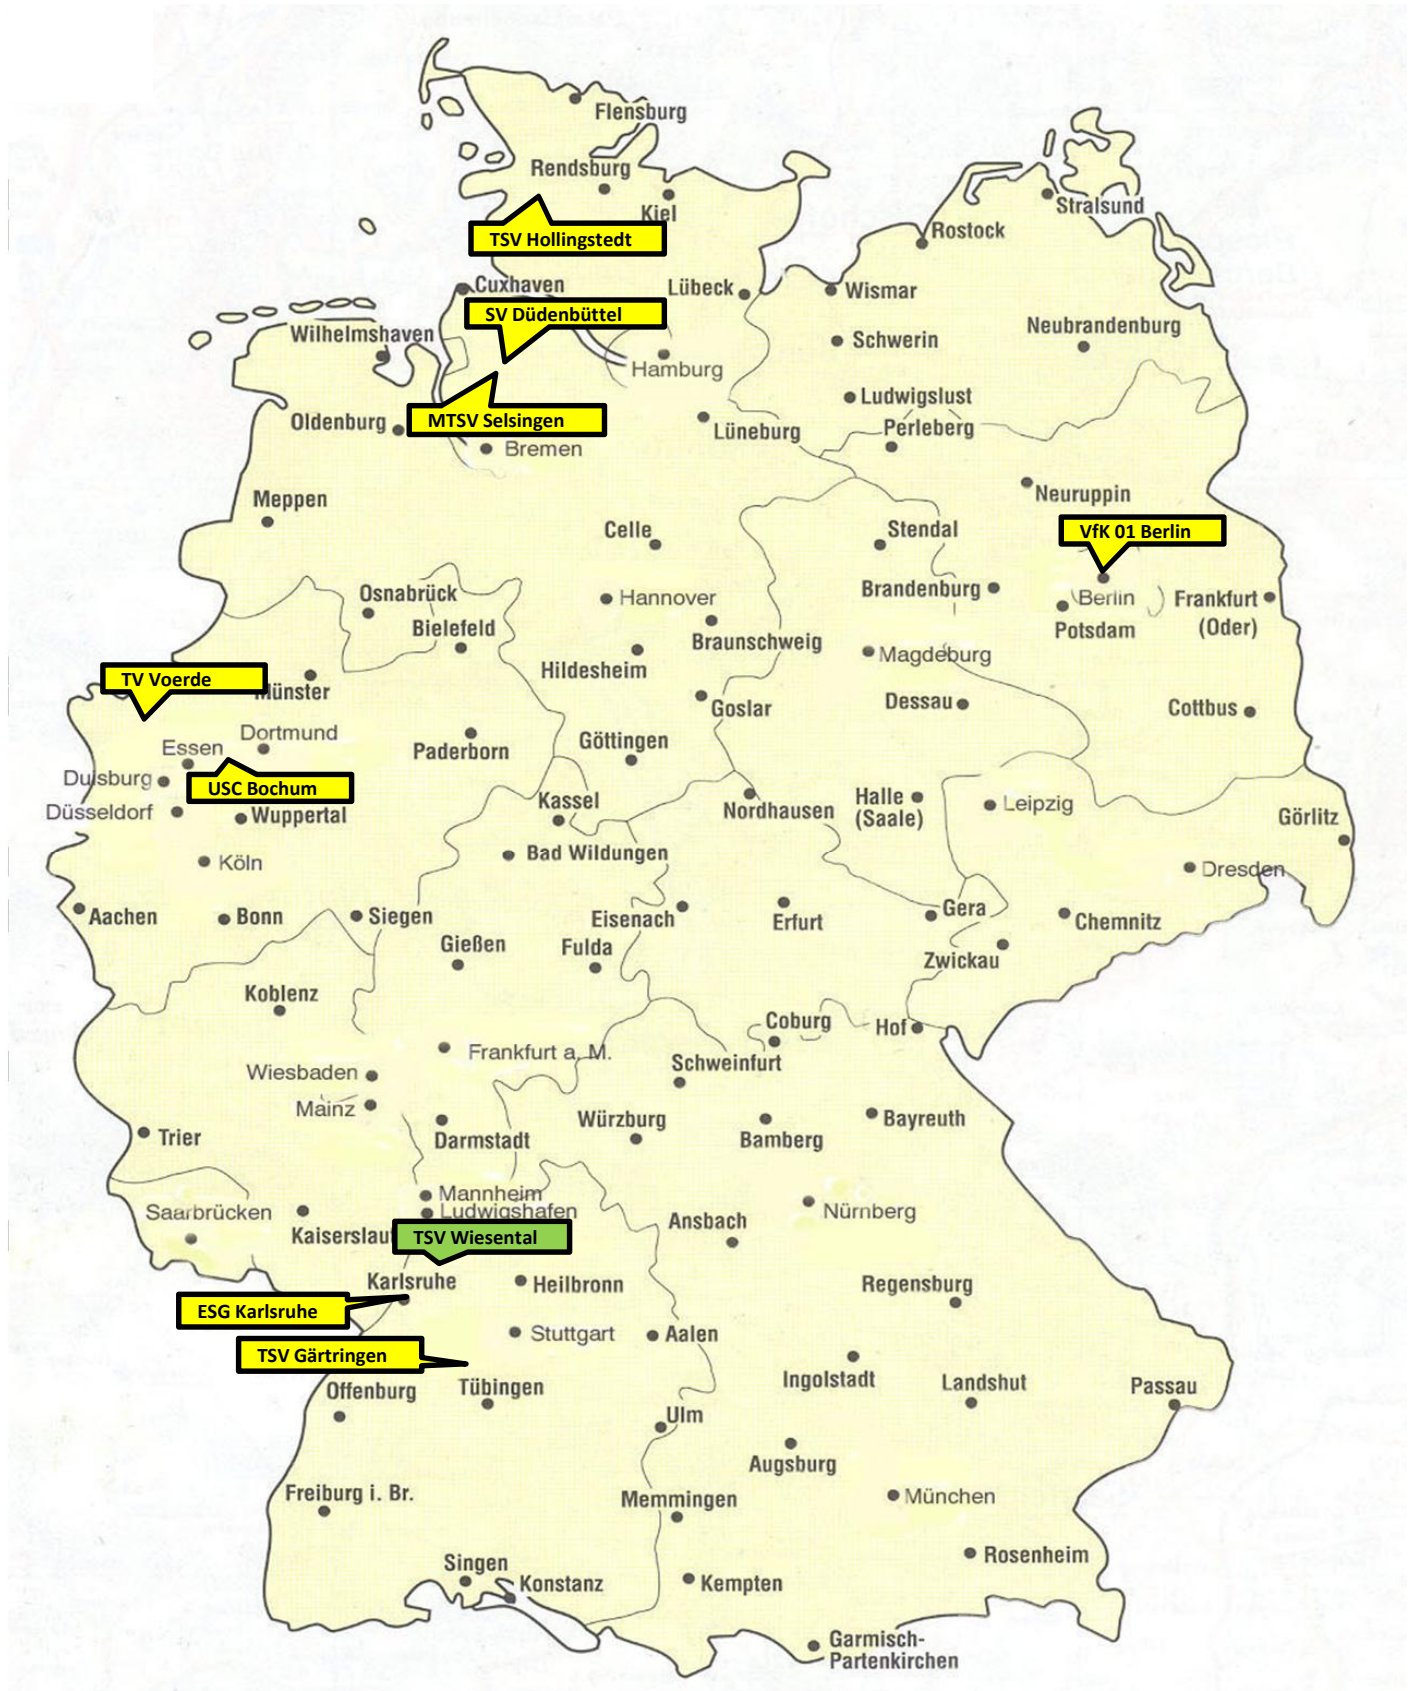 Flensburg
Rendsburg
Kiel
Stralsund
TSV Hollingstedt
Rostock
Cuxhaven
Lübeck
Wismar
SV Düdenbüttel
Wilhelmshaven
Neubrandenburg
Schwerin
Hamburg
Ludwigslust
Oldenburg
MTSV Selsingen
Lüneburg
Perleberg
Bremen
Meppen
Neuruppin
Celle
Stendal
VfK 01 Berlin
Osnabrück
Hannover
Brandenburg
Berlin
Frankfurt
(Oder)
Bielefeld
Braunschweig
Potsdam
Hildesheim
Magdeburg
TV Voerde
Münster
Goslar
Dessau
Cottbus
Dortmund
Essen
Paderborn
Göttingen
Duisburg
USC Bochum
Düsseldorf
Wuppertal
Kassel
Nordhausen
Halle
(Saale)
Leipzig
Görlitz
Köln
Bad Wildungen
Dresden
Aachen
Bonn
Siegen
Eisenach
Erfurt
Gera
Chemnitz
Gießen
Fulda
Zwickau
Koblenz
Coburg
Hof
Frankfurt a. M.
Schweinfurt
Wiesbaden
Mainz
Trier
Darmstadt
Würzburg
Bamberg
Bayreuth
Mannheim
Ludwigshafen
Saarbrücken
Kaiserslaut
TSV Wiesental
Ansbach
Nürnberg
Karlsruhe
Heilbronn
Regensburg
ESG Karlsruhe
Stuttgart
Aalen
TSV Gärtringen
Offenburg
Tübingen
Ingolstadt
Landshut
Passau
Ulm
Augsburg
Freiburg i. Br.
Memmingen
München
Singen
Konstanz
Kempten
Rosenheim
Garmisch-
Partenkirchen